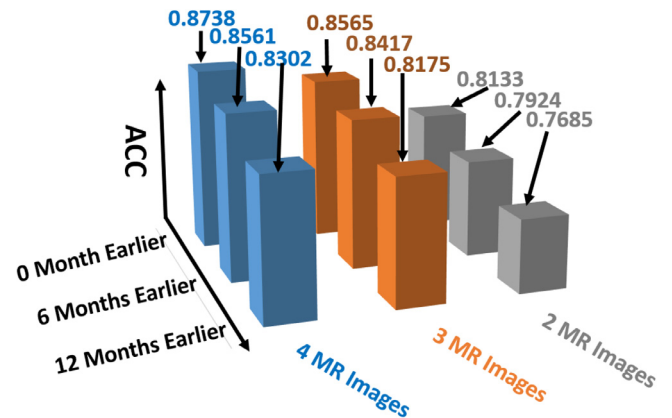 0.8738
0.8561
0.8302
0.8565
0.8417
0.8175
0.8133
0.7924
0.7685
ACC
0 Month Earlier
6 Months Earlier
12 Months Earlier
4 MR Images
3 MR Images
2 MR Images